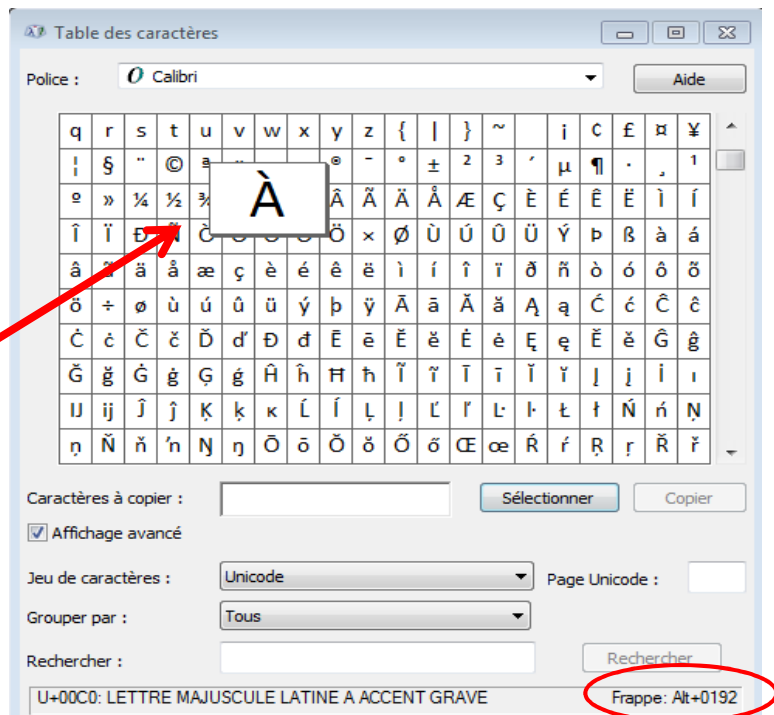 Table des caractères
Police : O Calibri Aide
q r s t u v w x y z { | } ~ ¡ ¢ £ ¤ ¥
¦ § ¨ © ª ® ¯ ° ± ² ³ ´ µ ¶ · ¸ ¹
º » ¼ ½ ¾ À Â Ã Ä Å Æ Ç È É Ê Ë Ì Í
Î Ï Ð Ñ Ò Ö × Ø Ù Ú Û Ü Ý Þ ß à á
â ã ä å æ ç è é ê ë ì í î ï ð ñ ò ó ô õ
ö ÷ ø ù ú û ü ý þ ÿ Ā ā Ă ă Ą ą Ć ć Ĉ ĉ
Ċ ċ Č č Ď ď Đ đ Ē ē Ĕ ĕ Ė ė Ę ę Ě ě Ĝ ĝ
Ğ ğ Ġ ġ Ģ ģ Ĥ ĥ Ħ ħ Ĩ ĩ Ī ī Ĭ ĭ Į į İ ı
Ĳ ĳ Ĵ ĵ Ķ ķ ĸ Ĺ ĺ Ļ ļ Ľ ľ Ŀ ŀ Ł ł Ń ń Ņ
ņ Ň ň ŉ Ŋ ŋ Ō ō Ŏ ŏ Ő ő Œ œ Ŕ ŕ Ŗ ŗ Ř ř
Caractères à copier : Sélectionner Copier
Affichage avancé
Jeu de caractères : Unicode Page Unicode :
Grouper par : Tous
Rechercher : Rechercher
U+00C0: LETTRE MAJUSCULE LATINE A ACCENT GRAVE Frappe: Alt+0192